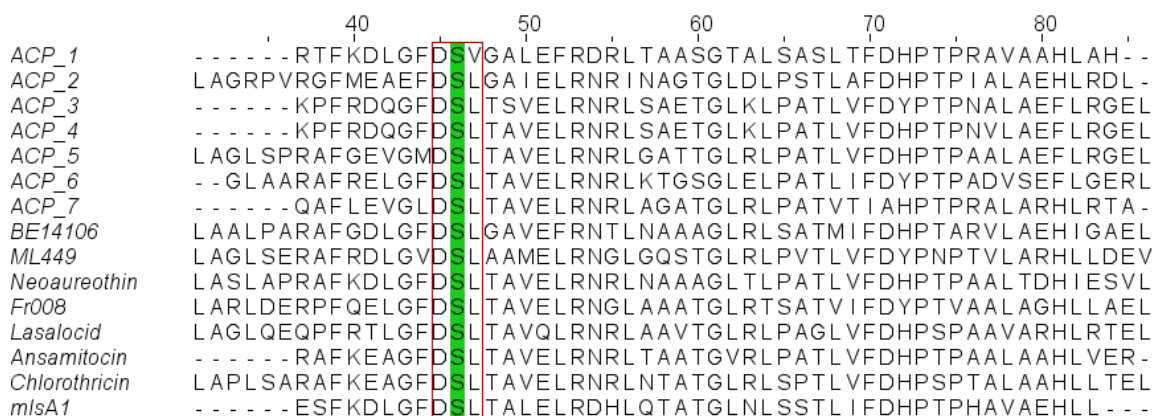 40 50 60 70 80
ACP_1 - - - - - - RTFKDLGFDSVGALEFRDRLTAASGTALSASLTFDHPTPRAVAAHLAH- -
ACP_2 LAGRPVRGFMEAEFDSLGAIELRNRINAGTGLDLPSTLAFDHPTPIALAEHLRDL-
ACP_3 - - - - - - KPFRDQGFDSLTSVELRNRLSAETGLKLPATLVFDYPTPNALAEFLRGEL
ACP_4 - - - - - - KPFRDQGFDSLTAVELRNRLSAETGLKLPATLVFDHPTPNVLAEFLRGEL
ACP_5 LAGLSPRAFGEVGMDSLTAVELRNRLGATTGLRLPATLVFDHPTPAALAEFLRGEL
ACP_6 - - GLAARAFRELGFDSLTAVELRNRLKTGSGLELPATLIFDYPTPADVSEFLGERL
ACP_7 - - - - - - QAFLEVGLDSLTAVELRNRLAGATGLRLPATVTIAHPTPRALARHLRTA-
BE14106 LAALPARAFGDLGFDSLGAVEFRNTLNAAAGLRLSATMIFDHPTARVLAEHIGAEL
ML449 LAGLSERAFRDLGVDSLAAMELRNGLGQSTGLRLPVTLVFDYPNPTVLARHLLDEV
Neoaureothin LASLAPRAFKDLGFDSLTAVELRNRLNAAAGLTLPATLVFDHPTPAALTDHIESVL
Fr008 LARLDERPFQELGFDSLTAVELRNGLAAATGLRTSATVIFDYPTVAALAGHLLAEL
Lasalocid LAGLQEQPFRTLGFDSLTAVQLRNRLAAVTGLRLPAGLVFDHPSPAAVARHLRTEL
Ansamitocin - - - - - - RAFKEAGFDSLTAVELRNRLTAATGVRLPATLVFDHPTPAALAAHLVER-
Chlorothricin LAPLSARAFKEAGFDSLTAVELRNRLNTATGLRLSPTLVFDHPSPTALAAHLLTEL
mlsA1 - - - - - - ESFKDLGFDSLTALELRDHLQTATGLNLSSTLIFDHPTPHAVAEHLL- - -